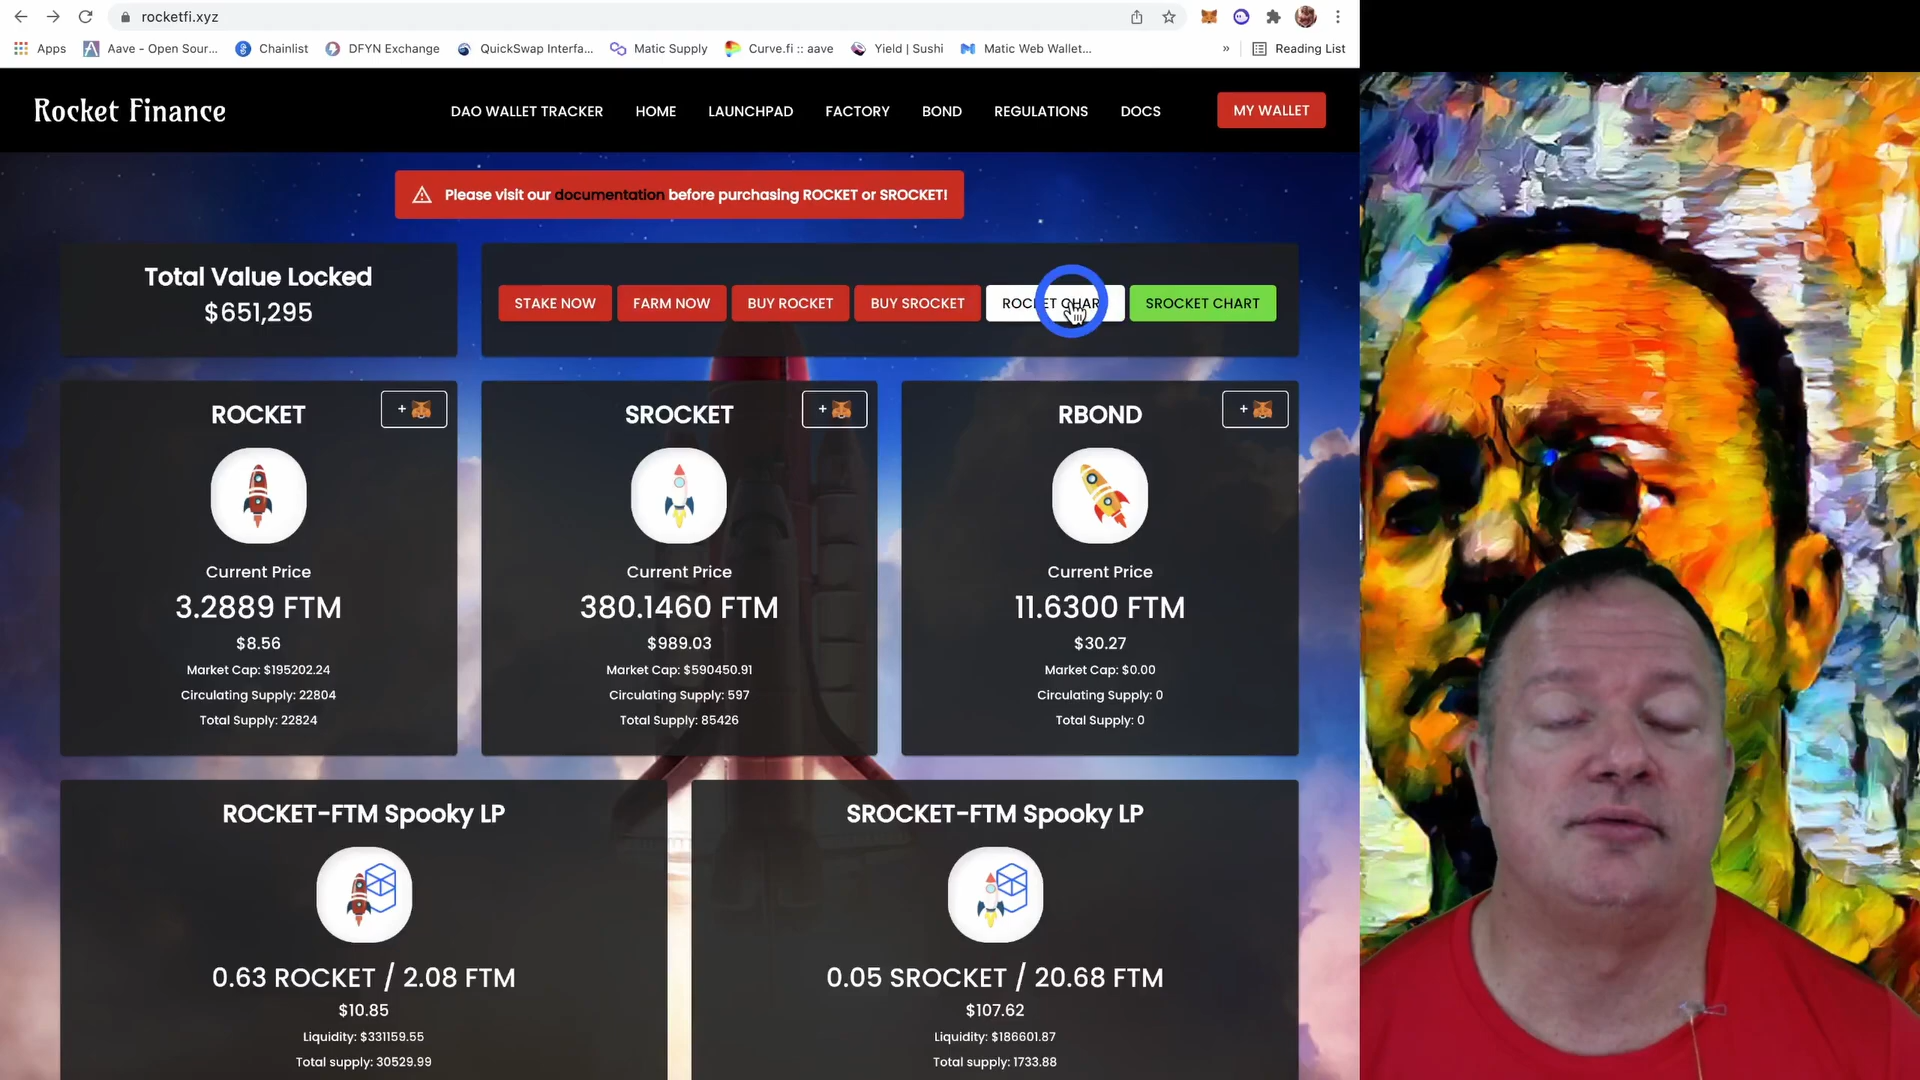 rocketfi.xyz
Apps
Aave - Open Sour...
Chainlist
DFYN Exchange
QuickSwap Interfa...
Matic Supply
Curve.fi :: aave
Yield | Sushi
Matic Web Wallet...
»
Reading List
Rocket Finance
DAO WALLET TRACKER
HOME
LAUNCHPAD
FACTORY
BOND
REGULATIONS
DOCS
MY WALLET
Please visit our documentation before purchasing ROCKET or SROCKET!
Total Value Locked
$651,295
STAKE NOW
FARM NOW
BUY ROCKET
BUY SROCKET
ROCKET CHART
SROCKET CHART
ROCKET
+
Current Price
3.2889 FTM
$8.56
Market Cap: $195202.24
Circulating Supply: 22804
Total Supply: 22824
SROCKET
+
Current Price
380.1460 FTM
$989.03
Market Cap: $590450.91
Circulating Supply: 597
Total Supply: 85426
RBOND
+
Current Price
11.6300 FTM
$30.27
Market Cap: $0.00
Circulating Supply: 0
Total Supply: 0
ROCKET-FTM Spooky LP
0.63 ROCKET / 2.08 FTM
$10.85
Liquidity: $331159.55
Total supply: 30529.99
SROCKET-FTM Spooky LP
0.05 SROCKET / 20.68 FTM
$107.62
Liquidity: $186601.87
Total supply: 1733.88